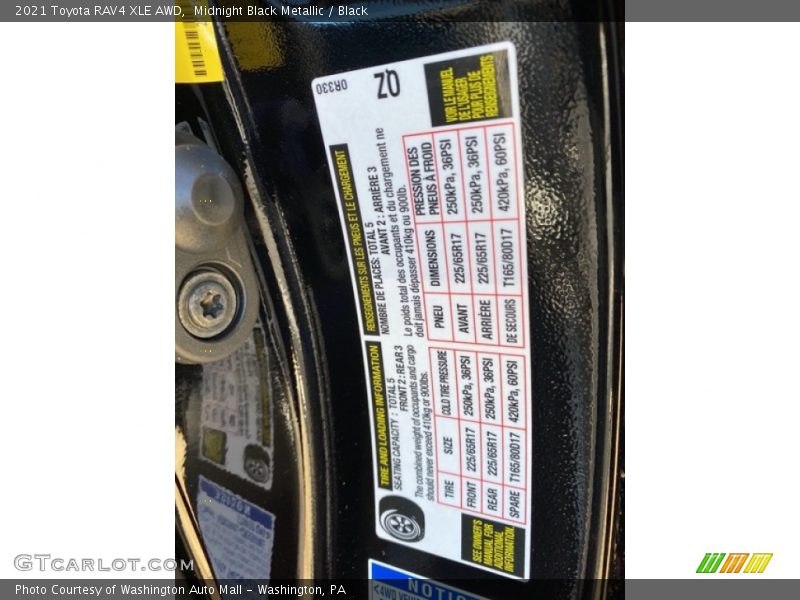 2021 Toyota RAV4 XLE AWD, Midnight Black Metallic / Black
TIRE AND LOADING INFORMATION
SEATING CAPACITY : TOTAL 5
FRONT 2 : REAR 3
The combined weight of occupants and cargo
should never exceed 410kg or 900lbs.
TIRE SIZE COLD TIRE PRESSURE
FRONT 225/65R17 250kPa, 36PSI
REAR 225/65R17 250kPa, 36PSI
SPARE T165/80D17 420kPa, 60PSI
SEE OWNER'S
MANUAL FOR
ADDITIONAL
INFORMATION.
0R330
QZ
RENSEIGNEMENTS SUR LES PNEUS ET LE CHARGEMENT
NOMBRE DE PLACES: TOTAL 5
AVANT 2 : ARRIÈRE 3
Le poids total des occupants et du chargement ne
doit jamais dépasser 410kg ou 900lb.
PNEU DIMENSIONS PRESSION DES
PNEUS À FROID
AVANT 225/65R17 250kPa, 36PSI
ARRIÈRE 225/65R17 250kPa, 36PSI
DE SECOURS T165/80D17 420kPa, 60PSI
VOIR LE MANUEL
DE L'USAGER
POUR PLUS DE
RENSEIGNEMENTS
NOTIC
GTCarlot.com
Photo Courtesy of Washington Auto Mall - Washington, PA